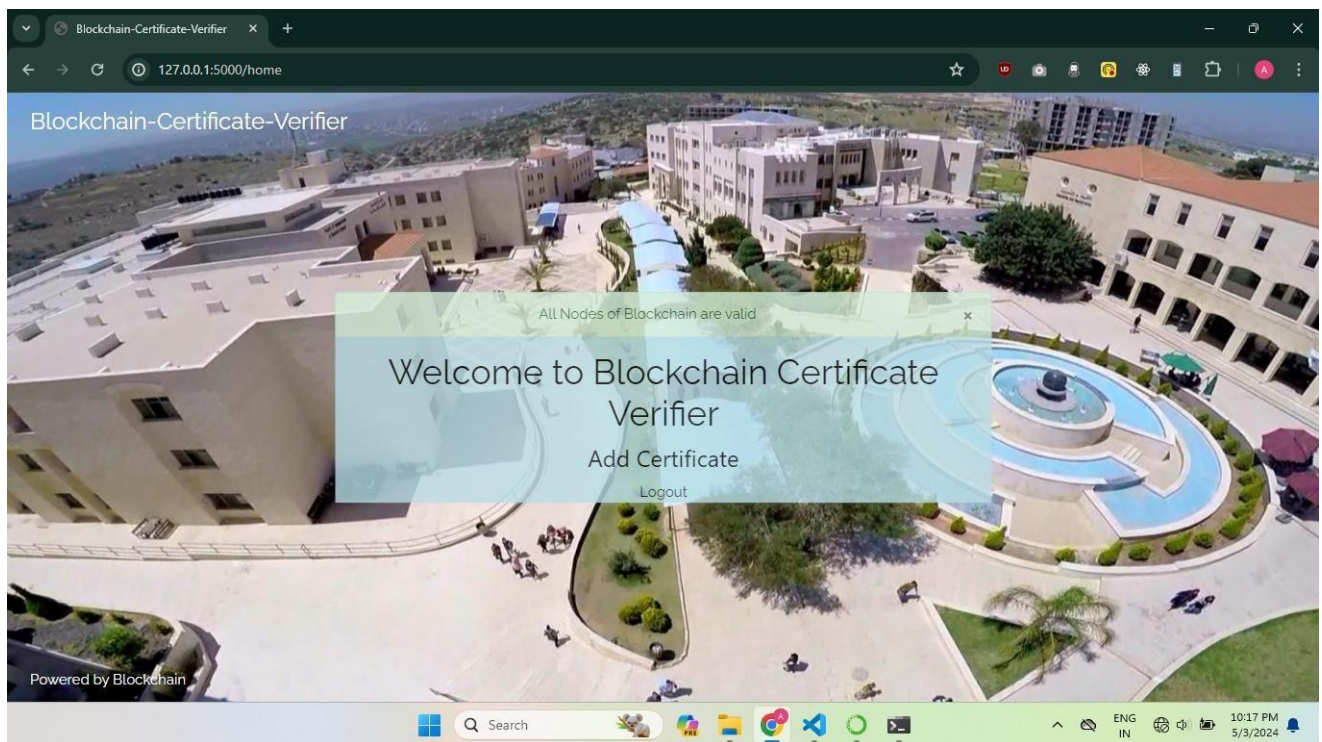 Blockchain-Certificate-Verifier
127.0.0.1:5000/home
Blockchain-Certificate-Verifier
All Nodes of Blockchain are valid
Welcome to Blockchain Certificate
Verifier
Add Certificate
Logout
Powered by Blockchain
Search
PRE
ENG
IN
10:17 PM
5/3/2024